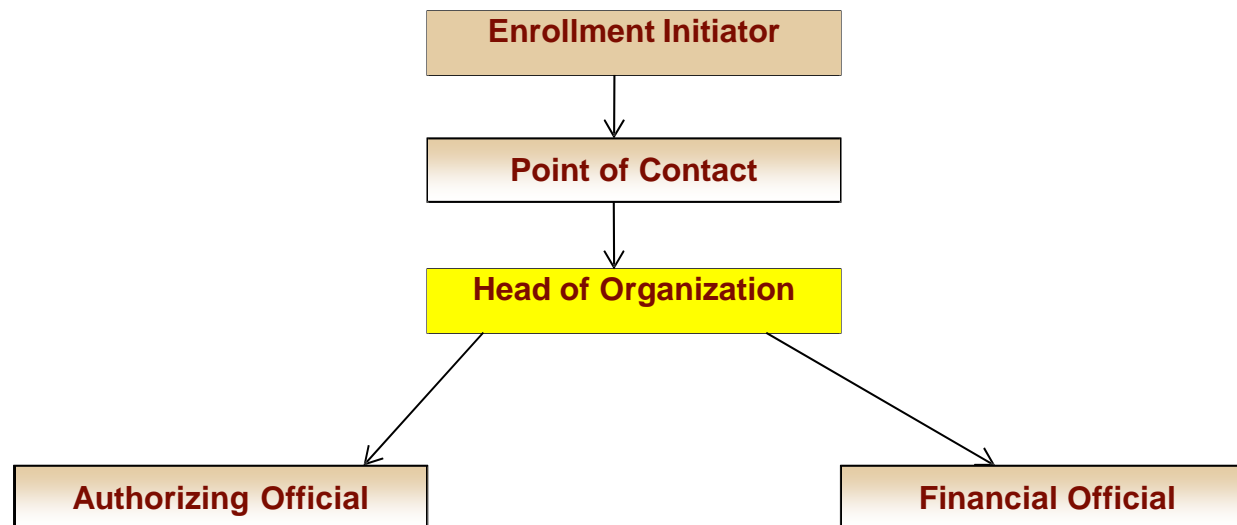 Enrollment Initiator
Point of Contact
Head of Organization
Authorizing Official
Financial Official